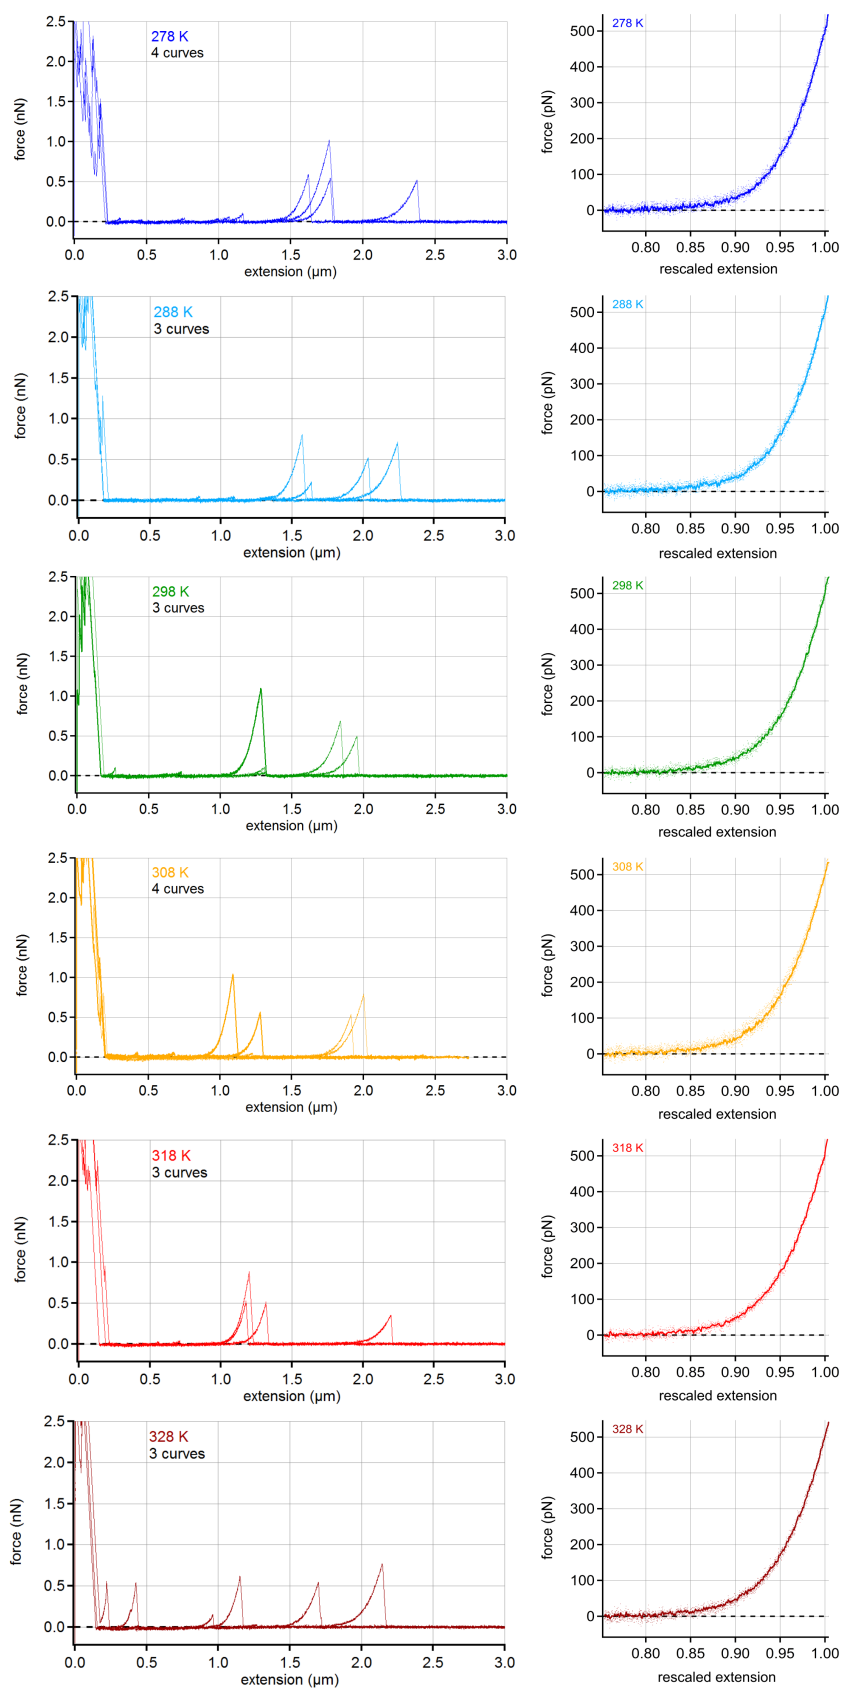 2.5
2.0
1.5
1.0
0.5
0.0
force (nN)
278 K
4 curves
0.0 0.5 1.0 1.5 2.0 2.5 3.0
extension (µm)
500
400
300
200
100
0
force (pN)
278 K
0.80 0.85 0.90 0.95 1.00
rescaled extension
2.5
2.0
1.5
1.0
0.5
0.0
force (nN)
288 K
3 curves
0.0 0.5 1.0 1.5 2.0 2.5 3.0
extension (µm)
500
400
300
200
100
0
force (pN)
288 K
0.80 0.85 0.90 0.95 1.00
rescaled extension
2.5
2.0
1.5
1.0
0.5
0.0
force (nN)
298 K
3 curves
0.0 0.5 1.0 1.5 2.0 2.5 3.0
extension (µm)
500
400
300
200
100
0
force (pN)
298 K
0.80 0.85 0.90 0.95 1.00
rescaled extension
2.5
2.0
1.5
1.0
0.5
0.0
force (nN)
308 K
4 curves
0.0 0.5 1.0 1.5 2.0 2.5 3.0
extension (µm)
500
400
300
200
100
0
force (pN)
308 K
0.80 0.85 0.90 0.95 1.00
rescaled extension
2.5
2.0
1.5
1.0
0.5
0.0
force (nN)
318 K
3 curves
0.0 0.5 1.0 1.5 2.0 2.5 3.0
extension (µm)
500
400
300
200
100
0
force (pN)
318 K
0.80 0.85 0.90 0.95 1.00
rescaled extension
2.5
2.0
1.5
1.0
0.5
0.0
force (nN)
328 K
3 curves
0.0 0.5 1.0 1.5 2.0 2.5 3.0
extension (µm)
500
400
300
200
100
0
force (pN)
328 K
0.80 0.85 0.90 0.95 1.00
rescaled extension